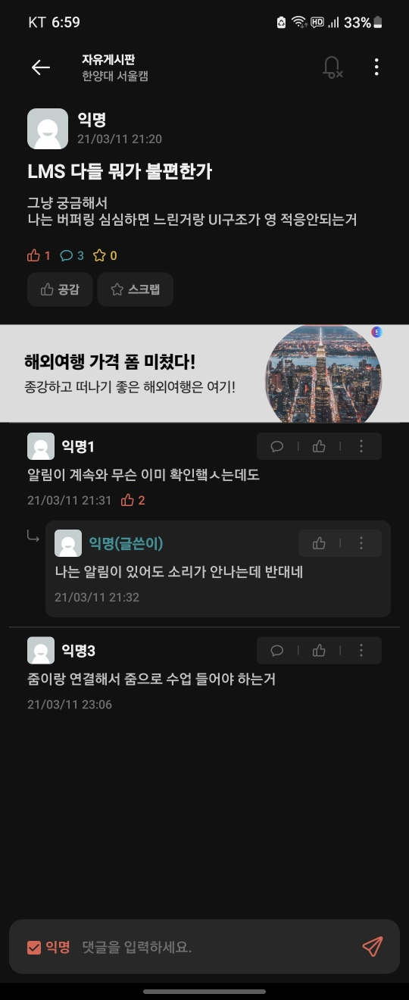 KT 6:59
HD 33%
자유게시판
한양대 서울캠
익명
21/03/11 21:20
LMS 다들 뭐가 불편한가
그냥 궁금해서
나는 버퍼링 심심하면 느린거랑 UI구조가 영 적응안되는거
1 3 0
공감 스크랩
해외여행 가격 폼 미쳤다!
종강하고 떠나기 좋은 해외여행은 여기!
E
익명1
알림이 계속와 무슨 이미 확인햌ㅅ는데도
21/03/11 21:31 2
익명(글쓴이)
나는 알림이 있어도 소리가 안나는데 반대네
21/03/11 21:32
익명3
줌이랑 연결해서 줌으로 수업 들어야 하는거
21/03/11 23:06
익명 댓글을 입력하세요.